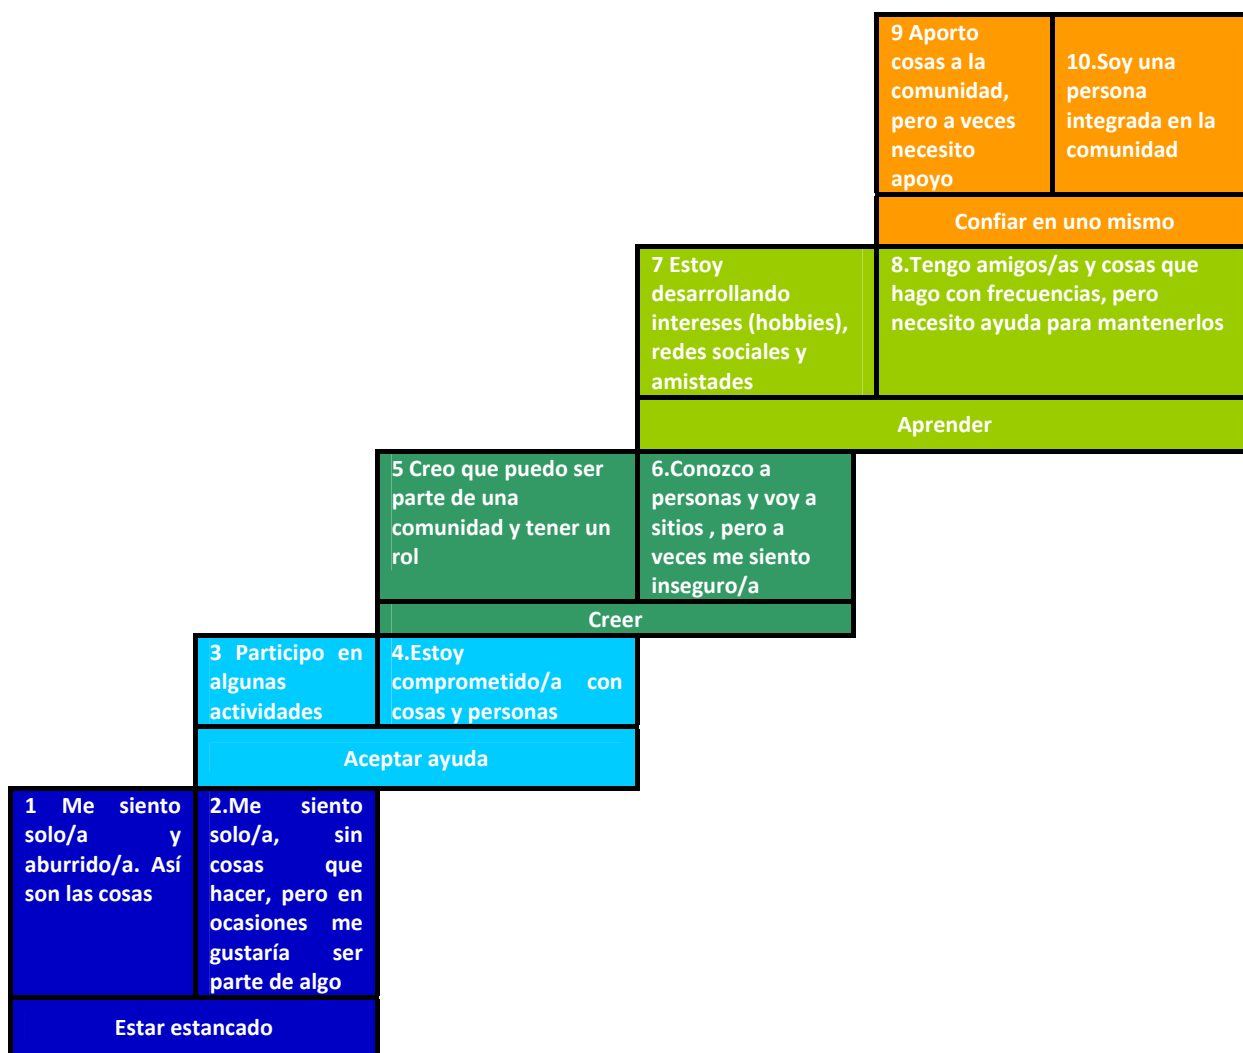 9 Aporto
cosas a la
comunidad,
pero a veces
necesito
apoyo
10.Soy una
persona
integrada en la
comunidad
Confiar en uno mismo
7 Estoy
desarrollando
intereses (hobbies),
redes sociales y
amistades
8.Tengo amigos/as y cosas que
hago con frecuencias, pero
necesito ayuda para mantenerlos
Aprender
5 Creo que puedo ser
parte de una
comunidad y tener un
rol
6.Conozco a
personas y voy a
sitios , pero a
veces me siento
inseguro/a
Creer
3 Participo en
algunas
actividades
4.Estoy
comprometido/a con
cosas y personas
Aceptar ayuda
1 Me siento
solo/a y
aburrido/a. Así
son las cosas
2.Me siento
solo/a, sin
cosas que
hacer, pero en
ocasiones me
gustaría ser
parte de algo
Estar estancado